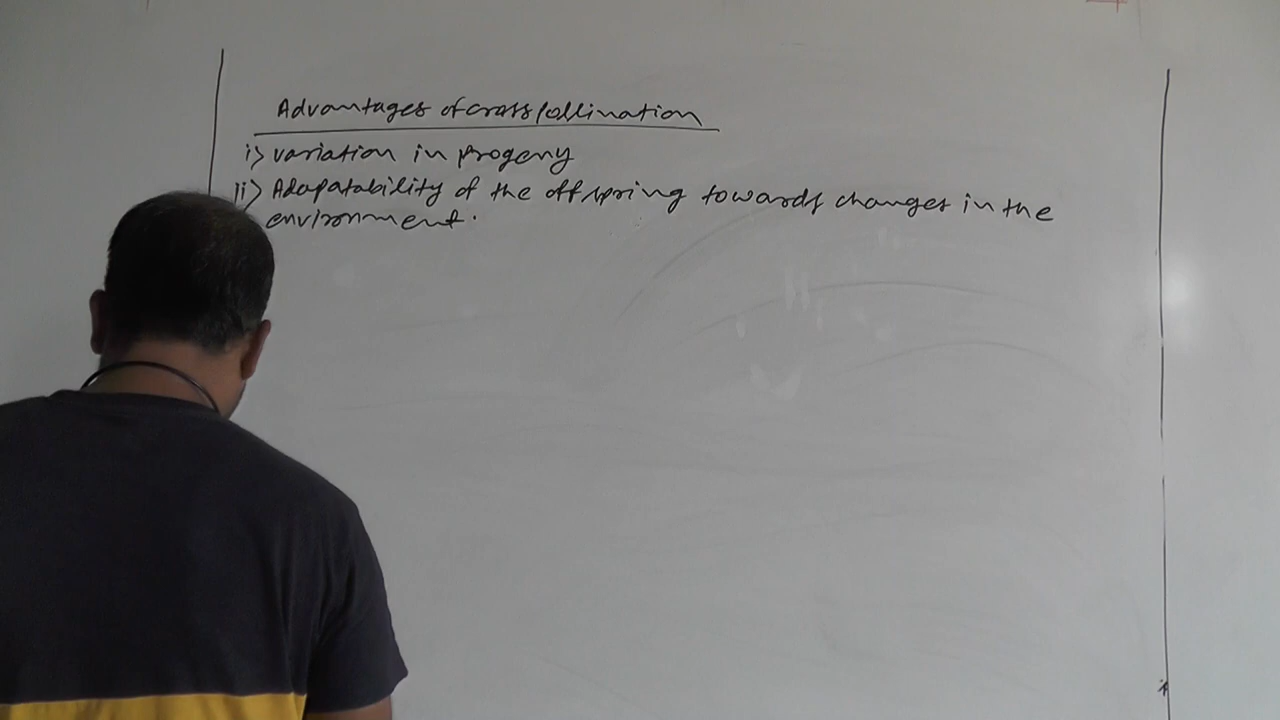 Advantages of cross pollination
i> variation in progeny
ii> Adapatability of the offspring towards changes in the
environment.